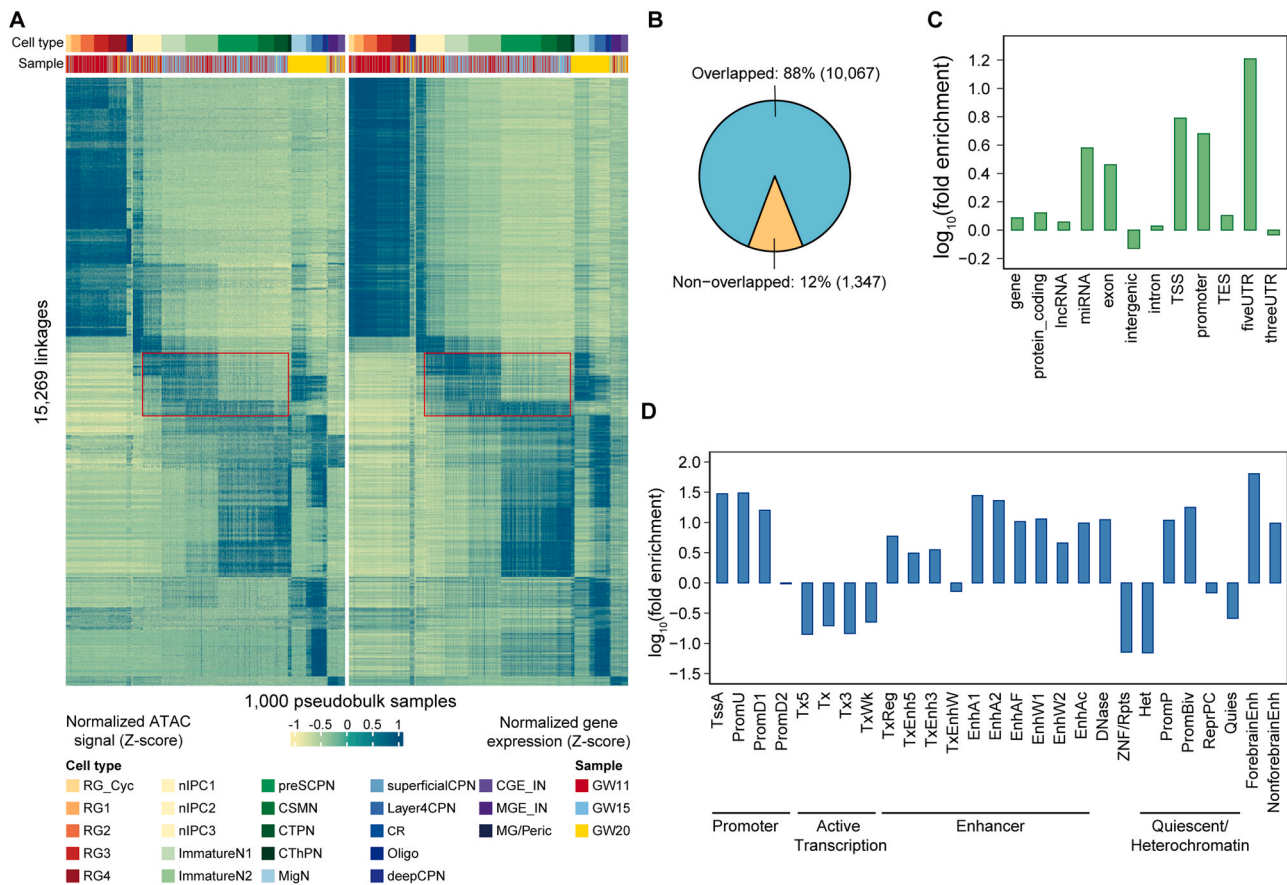 A
Cell type
Sample
15,269 linkages
1,000 pseudobulk samples
Normalized ATAC
signal (Z-score)
-1 -0.5 0 0.5 1
Normalized gene
expression (Z-score)
Cell type
RG_Cyc
RG1
RG2
RG3
RG4
nIPC1
nIPC2
nIPC3
ImmatureN1
ImmatureN2
preSCPN
CSMN
CTPN
CThPN
MigN
superficialCPN
Layer4CPN
CR
Oligo
deepCPN
CGE_IN
MGE_IN
MG/Peric
Sample
GW11
GW15
GW20
B
Overlapped: 88% (10,067)
Non-overlapped: 12% (1,347)
C
log10(fold enrichment)
1.2
1.0
0.8
0.6
0.4
0.2
0.0
−0.2
gene
protein_coding
lncRNA
miRNA
exon
intergenic
intron
TSS
promoter
TES
fiveUTR
threeUTR
D
log10(fold enrichment)
2.0
1.5
1.0
0.5
0.0
−0.5
−1.0
−1.5
TssA
PromU
PromD1
PromD2
Tx5
Tx
Tx3
TxWk
TxReg
TxEnh5
TxEnh3
TxEnhW
EnhA1
EnhA2
EnhAF
EnhW1
EnhW2
EnhAc
DNase
ZNF/Rpts
Het
PromP
PromBiv
ReprPC
Quies
ForebrainEnh
NonforebrainEnh
Promoter
Active
Transcription
Enhancer
Quiescent/
Heterochromatin